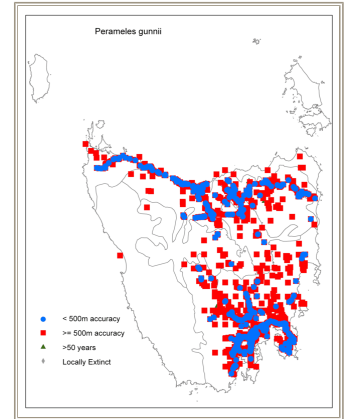 Perameles gunnii
< 500m accuracy
>= 500m accuracy
>50 years
Locally Extinct